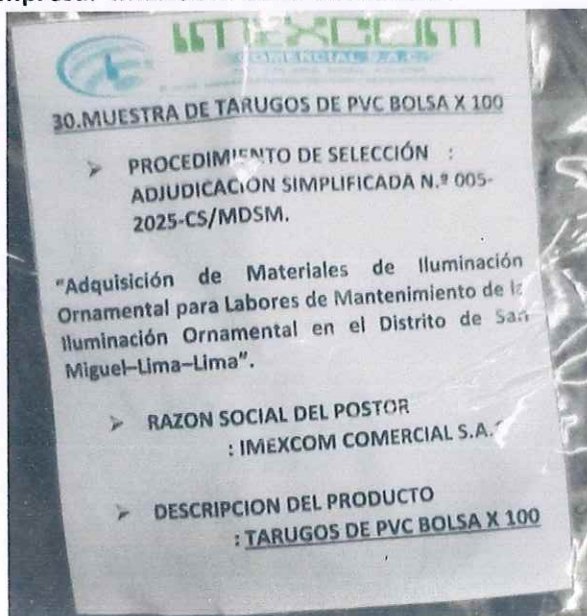 IMEXCOM
COMERCIAL S.A.C.
30.MUESTRA DE TARUGOS DE PVC BOLSA X 100
➢ PROCEDIMIENTO DE SELECCIÓN :
ADJUDICACIÓN SIMPLIFICADA N.º 005-
2025-CS/MDSM.
"Adquisición de Materiales de Iluminación
Ornamental para Labores de Mantenimiento de la
Iluminación Ornamental en el Distrito de San
Miguel–Lima–Lima".
➢ RAZON SOCIAL DEL POSTOR
: IMEXCOM COMERCIAL S.A.
➢ DESCRIPCION DEL PRODUCTO
: TARUGOS DE PVC BOLSA X 100